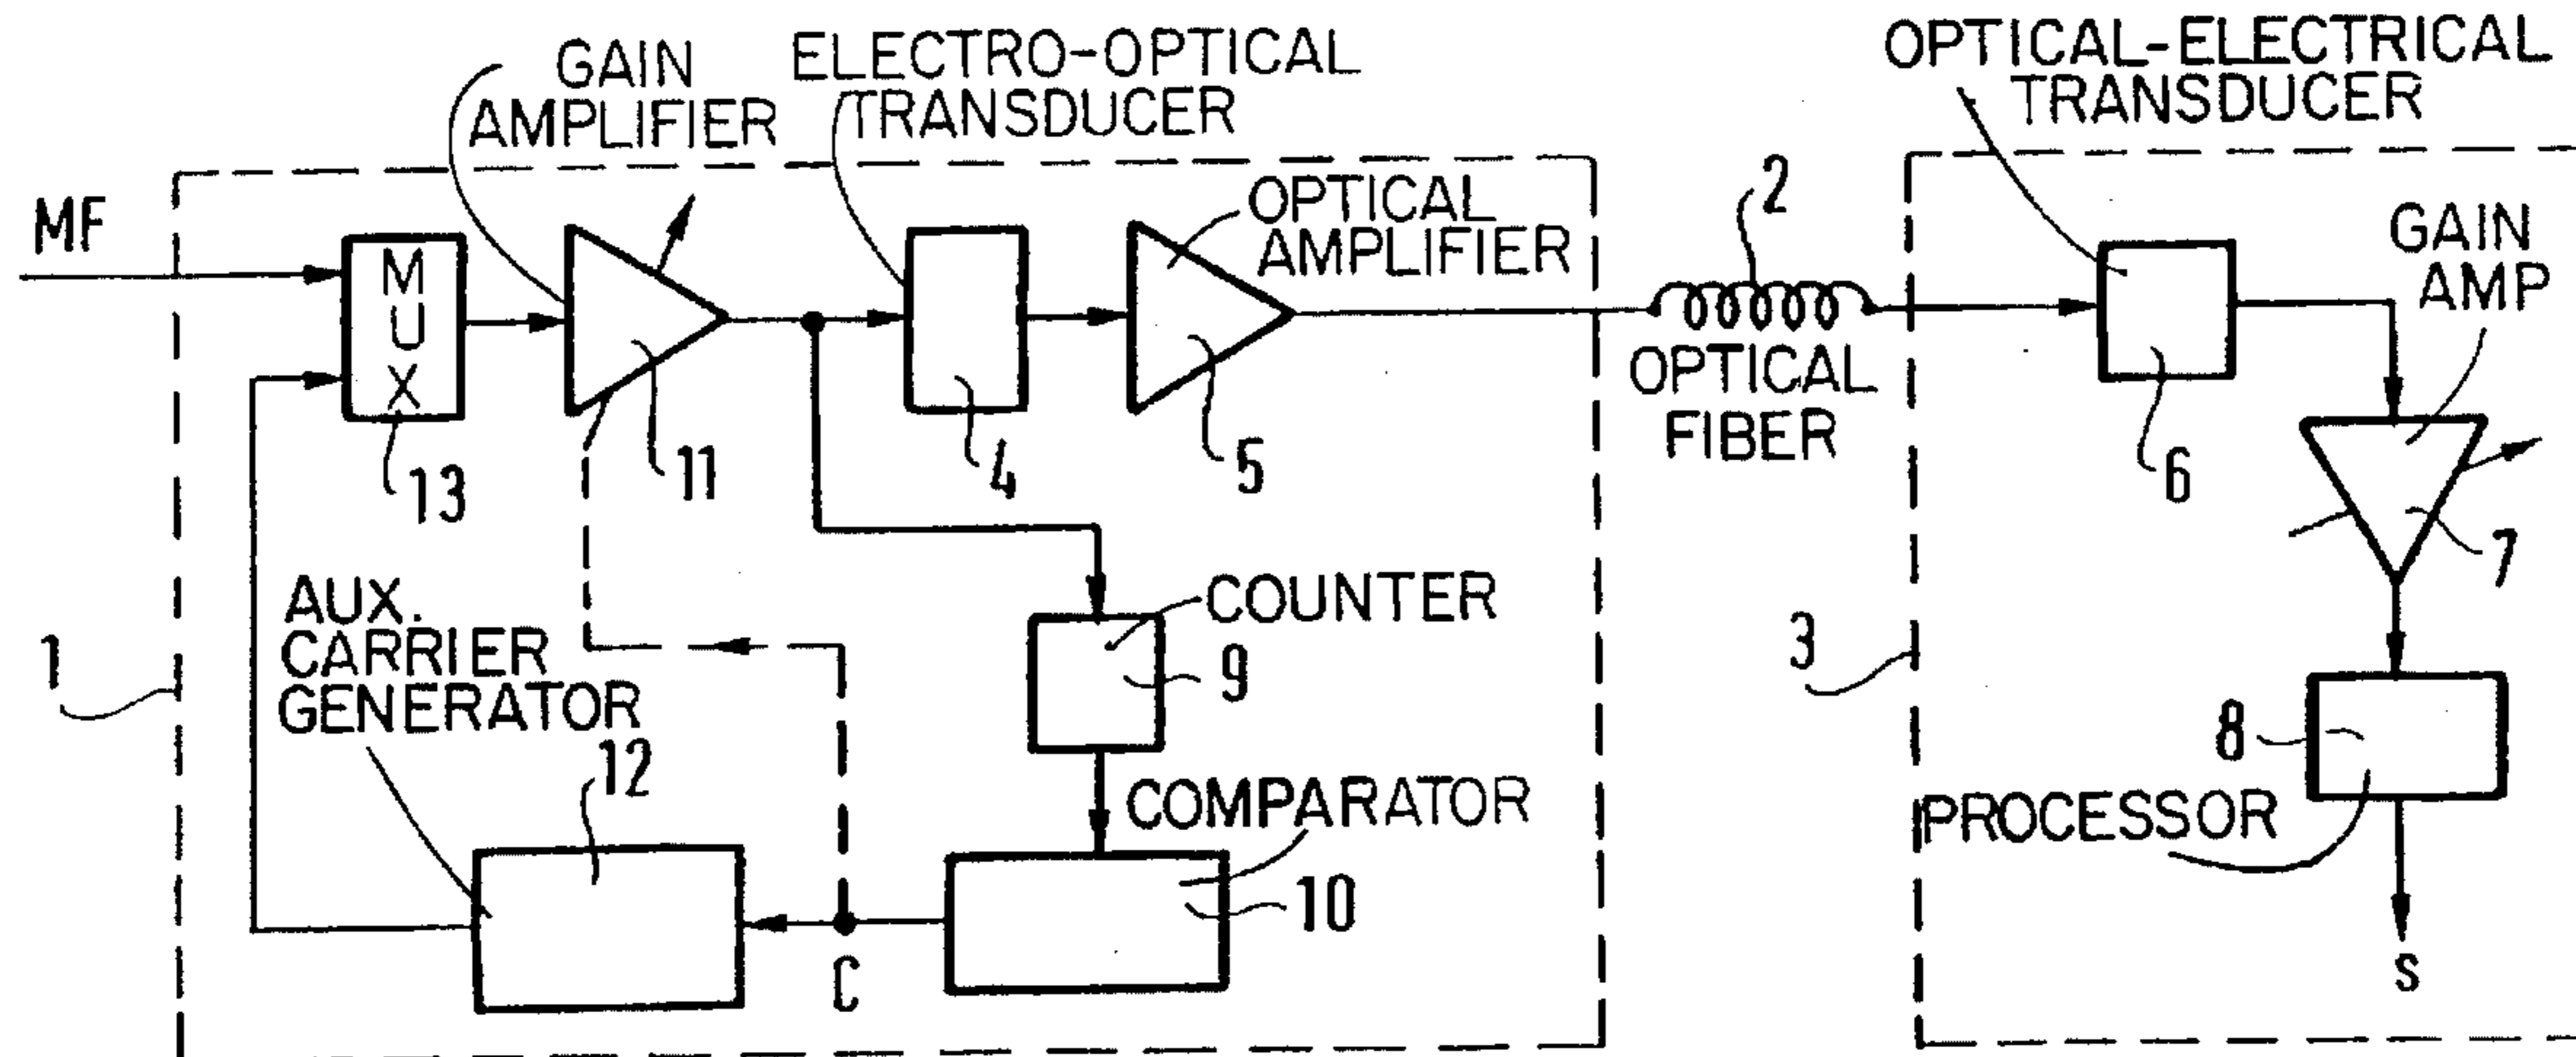 GAIN
AMPLIFIER
ELECTRO-OPTICAL
TRANSDUCER
OPTICAL-ELECTRICAL
TRANSDUCER
MF
M
U
X
13
11
4
OPTICAL
AMPLIFIER
5
2
OPTICAL
FIBER
6
GAIN
AMP
7
1
AUX.
CARRIER
GENERATOR
12
COUNTER
9
COMPARATOR
10
C
3
8
PROCESSOR
S